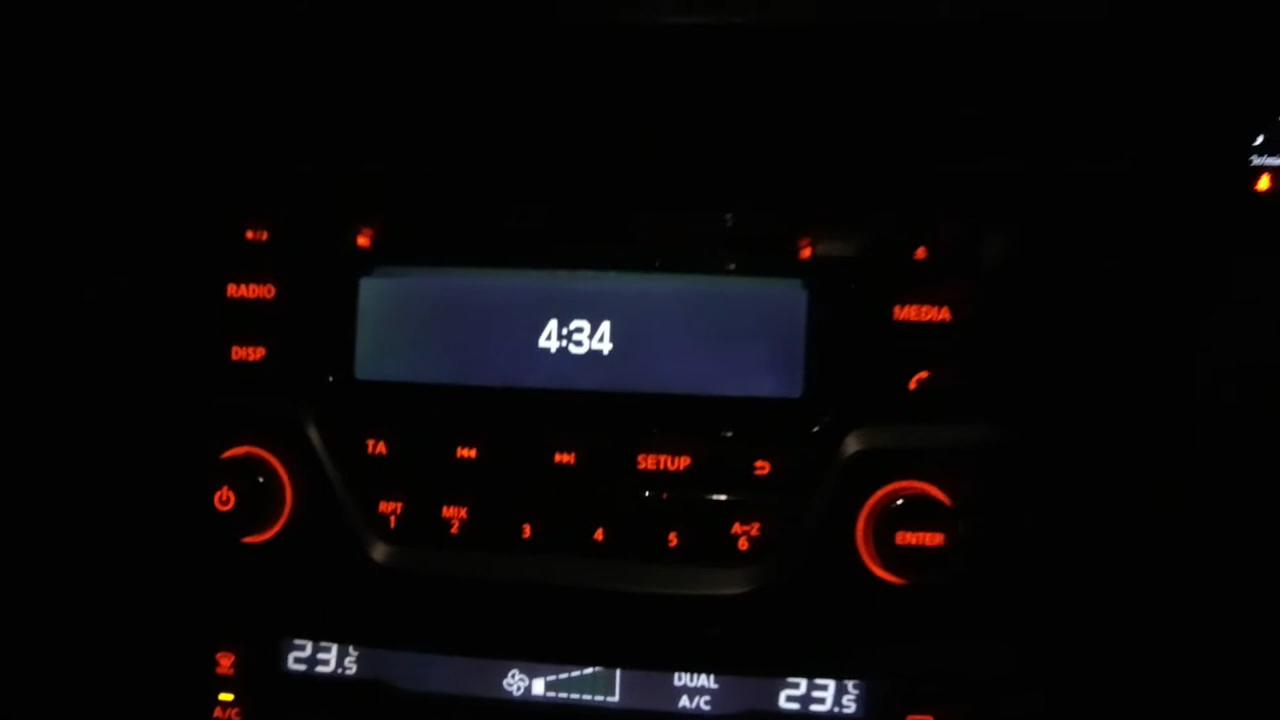 RADIO
MEDIA
DISP
4:34
TA
SETUP
RPT
1
MIX
2
3
4
5
A-Z
6
ENTER
23.5°C
DUAL
A/C
23.5°C
A/C